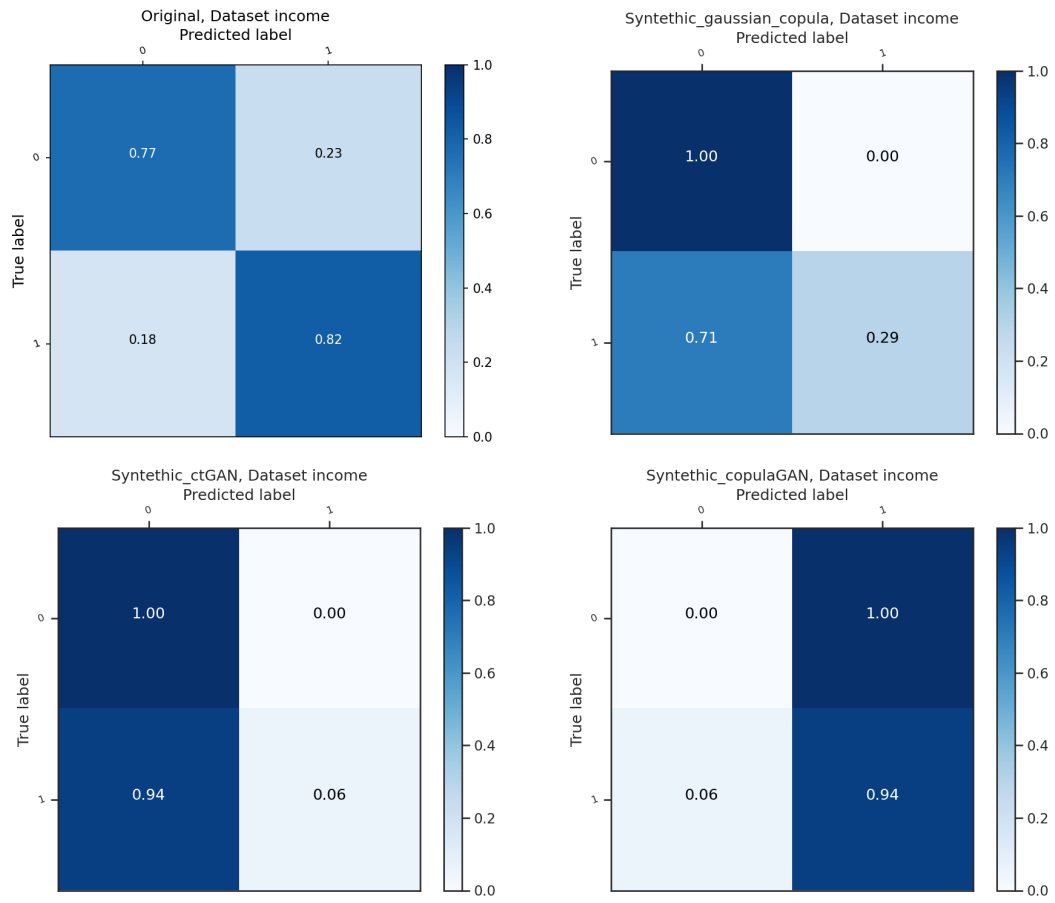 Original, Dataset income
Predicted label
0 1
1.0
0 0.77 0.23
0.8
0.6
True label
0.4
1 0.18 0.82
0.2
0.0
Syntethic_gaussian_copula, Dataset income
Predicted label
0 1
1.0
0 1.00 0.00
0.8
0.6
True label
0.4
1 0.71 0.29
0.2
0.0
Syntethic_ctGAN, Dataset income
Predicted label
0 1
1.0
0 1.00 0.00
0.8
0.6
True label
0.4
1 0.94 0.06
0.2
0.0
Syntethic_copulaGAN, Dataset income
Predicted label
0 1
1.0
0 0.00 1.00
0.8
0.6
True label
0.4
1 0.06 0.94
0.2
0.0